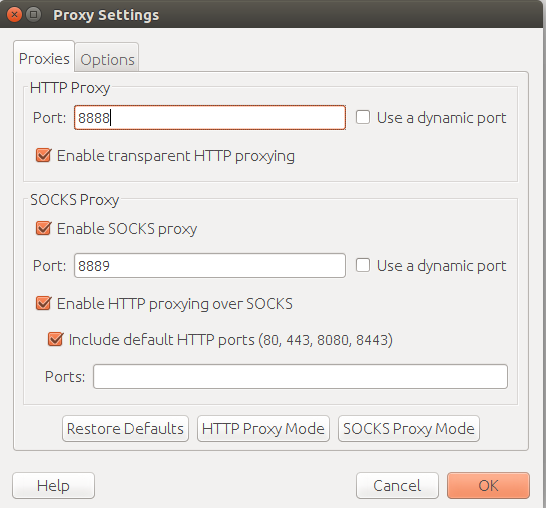 Proxy Settings
Proxies Options
HTTP Proxy
Port: 8888 Use a dynamic port
Enable transparent HTTP proxying
SOCKS Proxy
Enable SOCKS proxy
Port: 8889 Use a dynamic port
Enable HTTP proxying over SOCKS
Include default HTTP ports (80, 443, 8080, 8443)
Ports:
Restore Defaults HTTP Proxy Mode SOCKS Proxy Mode
Help Cancel OK